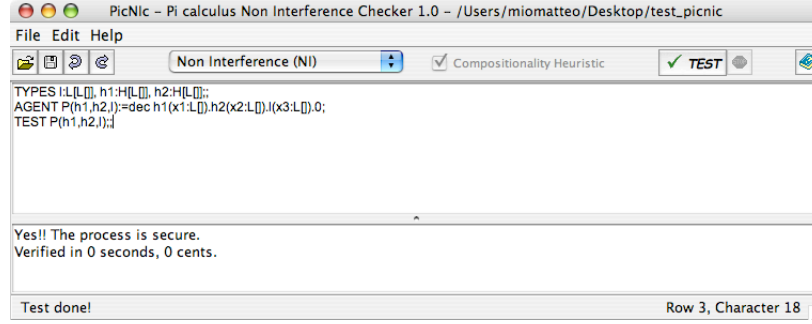 PicNIc – Pi calculus Non Interference Checker 1.0 – /Users/miomatteo/Desktop/test_picnic
File Edit Help
Non Interference (NI) Compositionality Heuristic TEST
TYPES l:L[L[]], h1:H[L[]], h2:H[L[]];;
AGENT P(h1,h2,l):=dec h1(x1:L[]).h2(x2:L[]).l(x3:L[]).0;
TEST P(h1,h2,l);;
Yes!! The process is secure.
Verified in 0 seconds, 0 cents.
Test done! Row 3, Character 18